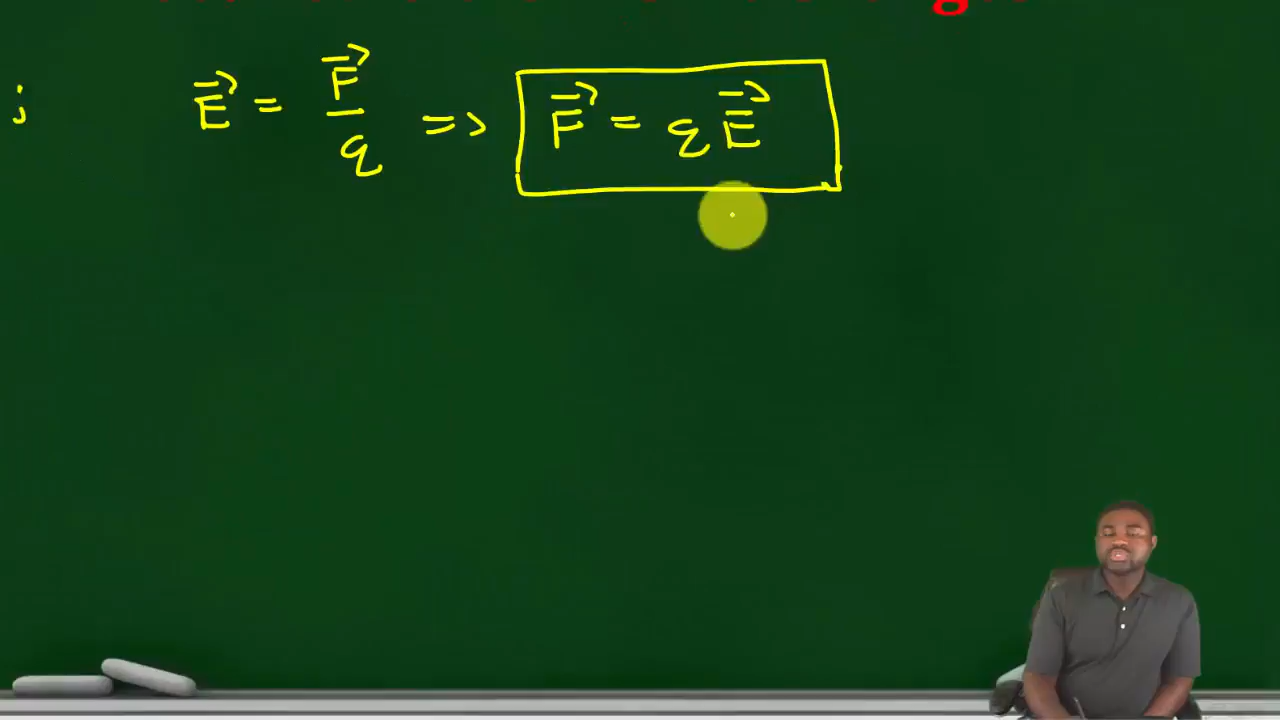 ; E⃗ = F⃗/q => F⃗ = qE⃗